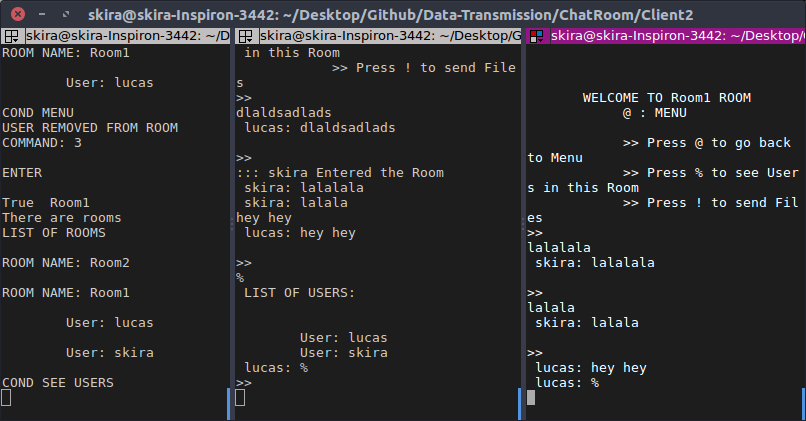 skira@skira-Inspiron-3442: ~/Desktop/Github/Data-Transmission/ChatRoom/Client2
skira@skira-Inspiron-3442: ~/D
ROOM NAME: Room1
User: lucas
COND MENU
USER REMOVED FROM ROOM
COMMAND: 3
ENTER
True  Room1
There are rooms
LIST OF ROOMS
ROOM NAME: Room2
ROOM NAME: Room1
User: lucas
User: skira
COND SEE USERS
skira@skira-Inspiron-3442: ~/Desktop/G
in this Room
>> Press ! to send File
s
>>
dlaldsadlads
lucas: dlaldsadlads
>>
::: skira Entered the Room
skira: lalalala
skira: lalala
hey hey
lucas: hey hey
>>
%
LIST OF USERS:
User: lucas
User: skira
lucas: %
>>
skira@skira-Inspiron-3442: ~/Desktop/
WELCOME TO Room1 ROOM
@ : MENU
>> Press @ to go back
to Menu
>> Press % to see User
s in this Room
>> Press ! to send Fil
es
>>
lalalala
skira: lalalala
>>
lalala
skira: lalala
>>
lucas: hey hey
lucas: %